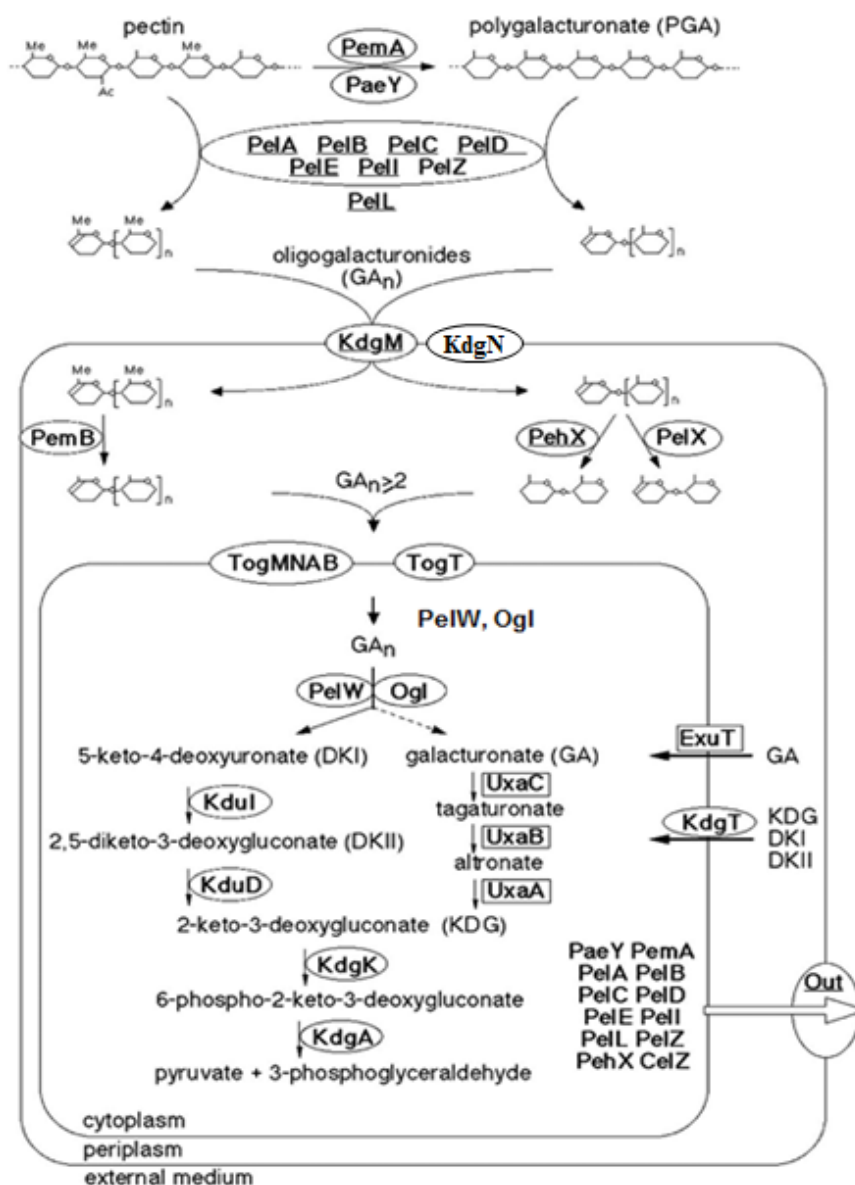 pectin
polygalacturonate (PGA)
Me Me Me
Ac
PemA
PaeY
PelA PelB PelC PelD
PelE PelI PelZ
PelL
Me Me
n
n
oligogalacturonides
(GAn)
KdgM
KdgN
Me Me
n
n
PemB
PehX
PelX
n
GAn≥2
TogMNAB
TogT
PelW, Ogl
GAn
PelW
Ogl
5-keto-4-deoxyuronate (DKI)
galacturonate (GA)
ExuT
GA
KduI
UxaC
tagaturonate
2,5-diketo-3-deoxygluconate (DKII)
UxaB
altronate
KdgT
KDG
DKI
DKII
KduD
UxaA
2-keto-3-deoxygluconate (KDG)
KdgK
6-phospho-2-keto-3-deoxygluconate
KdgA
pyruvate + 3-phosphoglyceraldehyde
PaeY PemA
PelA PelB
PelC PelD
PelE PelI
PelL PelZ
PehX CelZ
Out
cytoplasm
periplasm
external medium